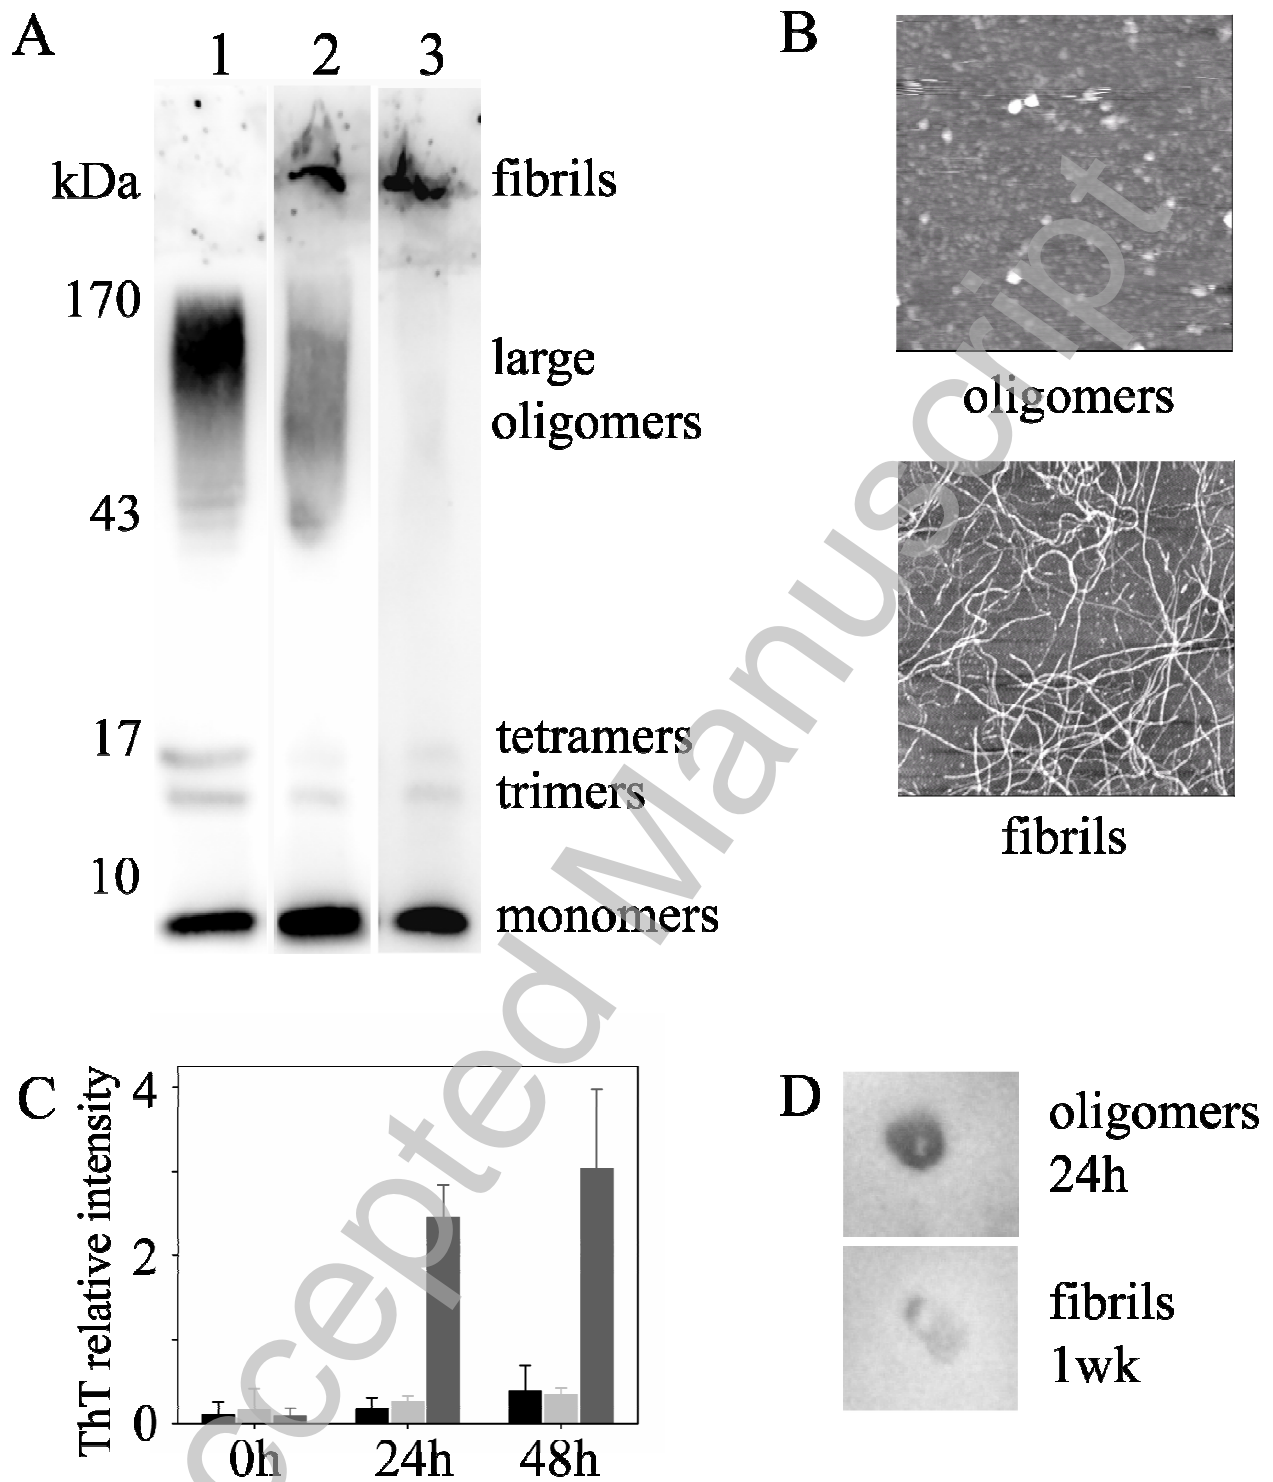 A
1 2 3
kDa
170
43
17
10
fibrils
large
oligomers
tetramers
trimers
monomers
B
oligomers
fibrils
C
ThT relative intensity
4
2
0
0h 24h 48h
D
oligomers
24h
fibrils
1wk
ccepted Manuscript